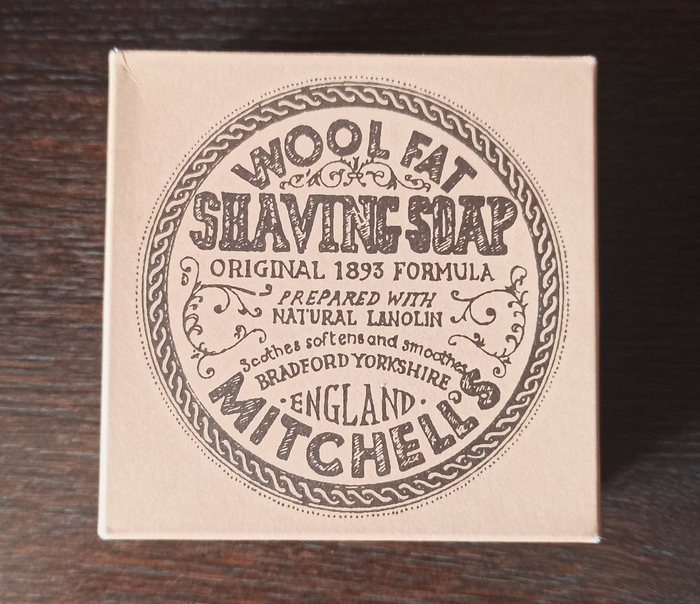 WOOL FAT
SHAVING SOAP
ORIGINAL 1893 FORMULA
PREPARED WITH
NATURAL LANOLIN
Soothes softens and smoothes
BRADFORD YORKSHIRE
·ENGLAND·
MITCHELL'S